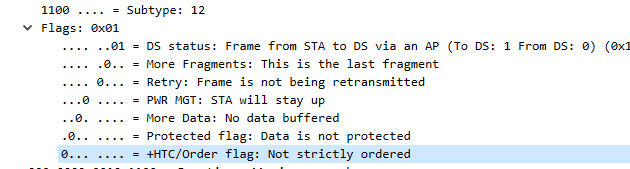 1100 .... = Subtype: 12
Flags: 0x01
.... ..01 = DS status: Frame from STA to DS via an AP (To DS: 1 From DS: 0) (0x1
.... .0.. = More Fragments: This is the last fragment
.... 0... = Retry: Frame is not being retransmitted
...0 .... = PWR MGT: STA will stay up
..0. .... = More Data: No data buffered
.0.. .... = Protected flag: Data is not protected
0... .... = +HTC/Order flag: Not strictly ordered